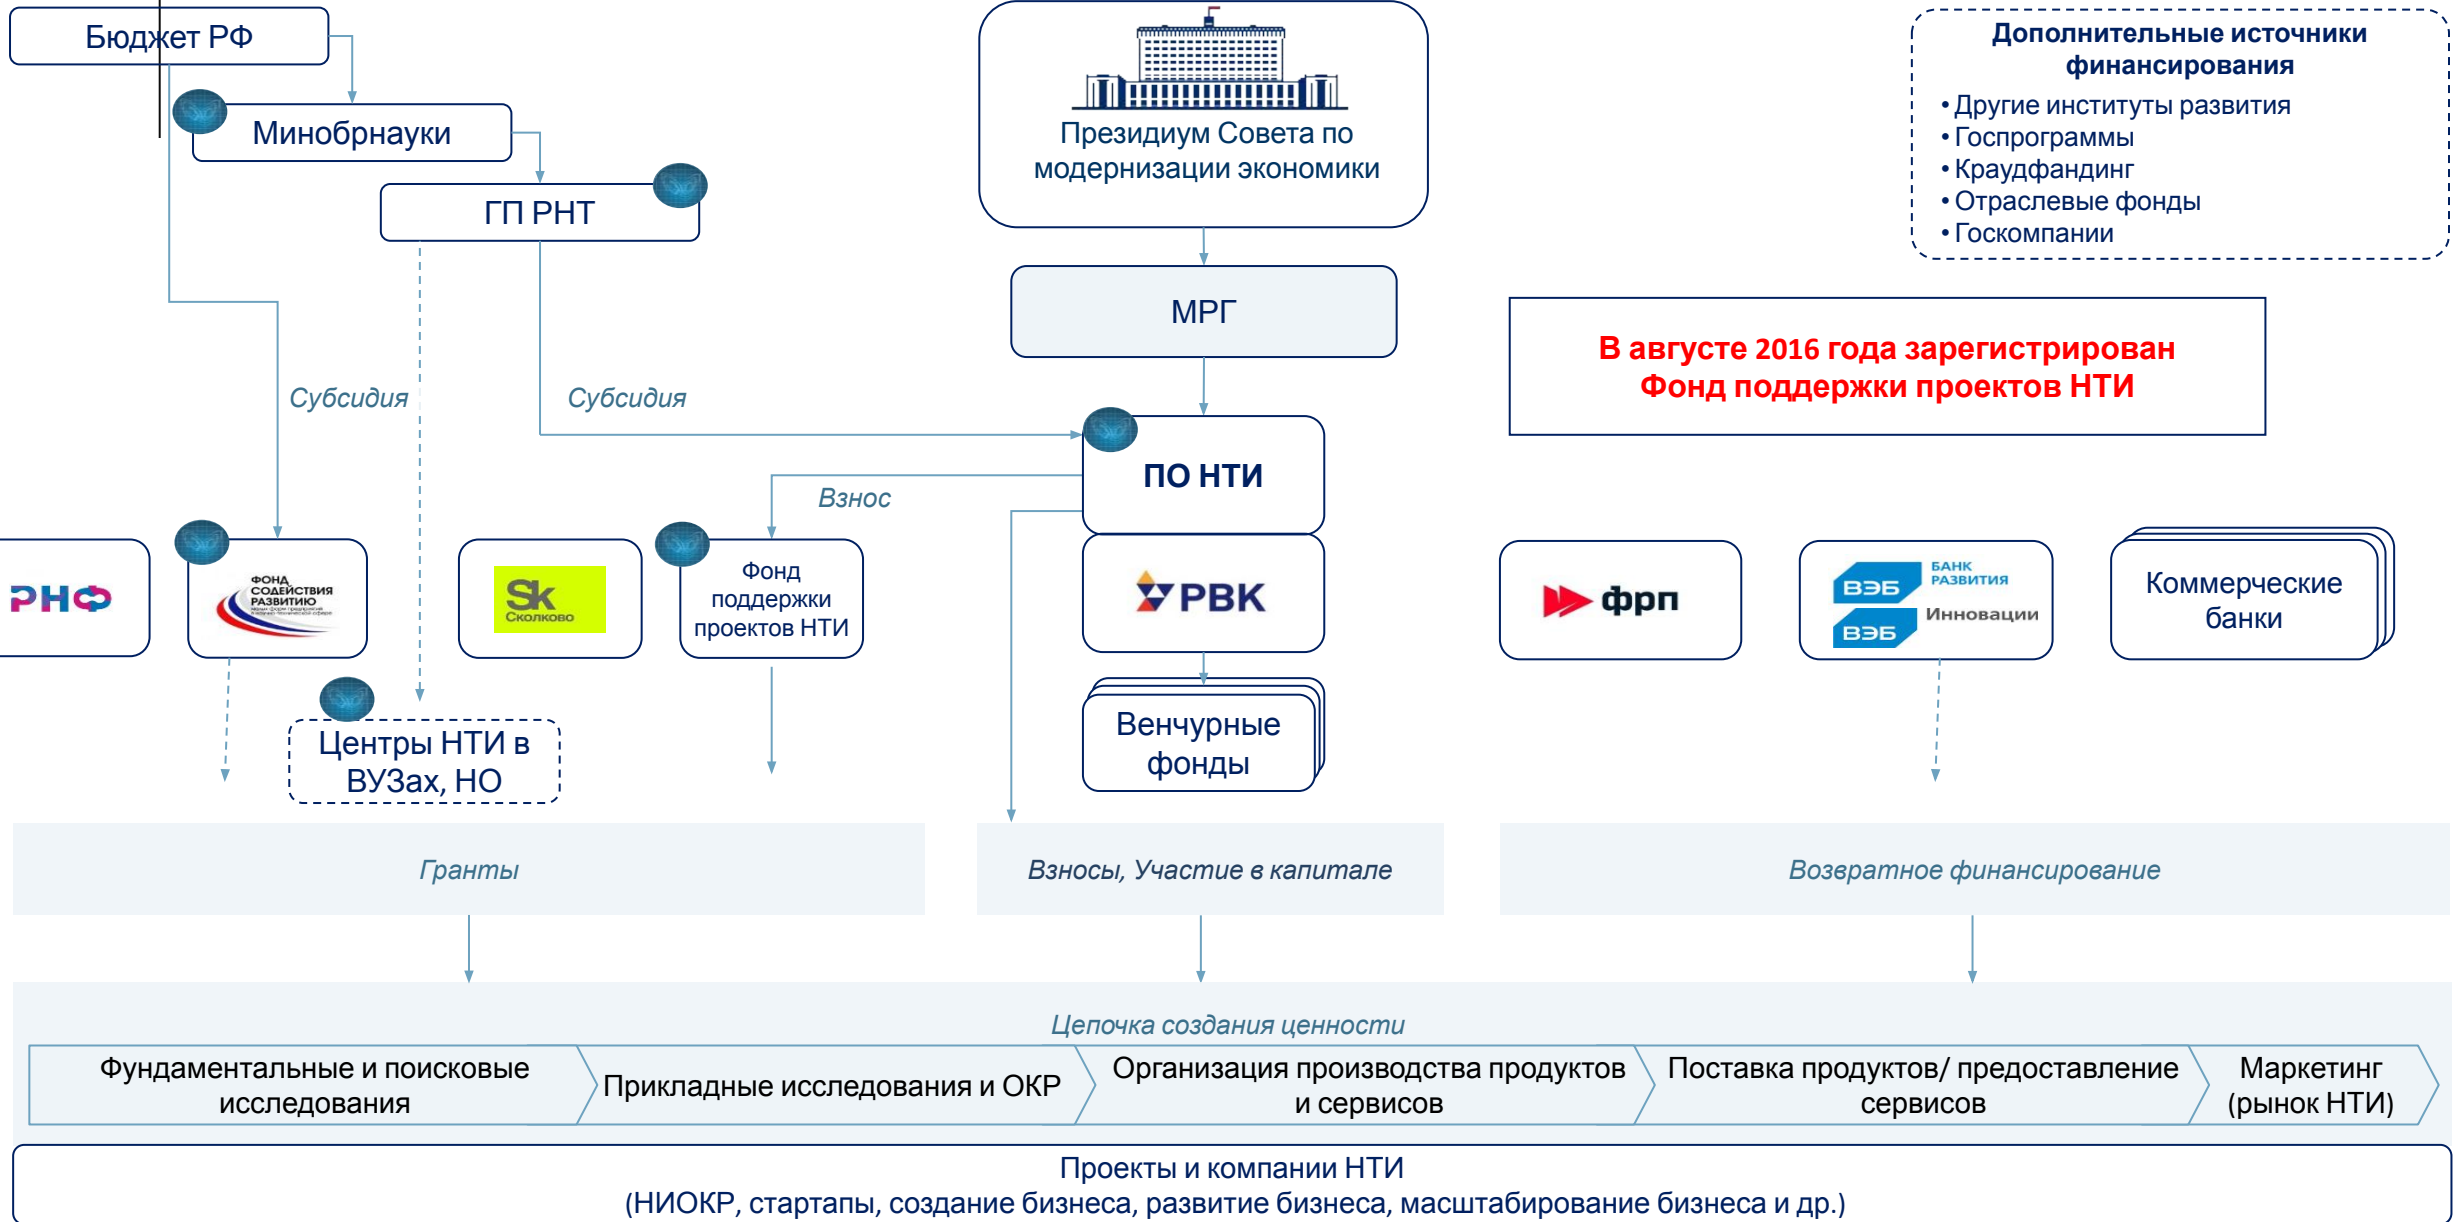 Бюджет РФ
Минобрнауки
ГП РНТ
Президиум Совета по
модернизации экономики
МРГ
Дополнительные источники
финансирования
• Другие институты развития
• Госпрограммы
• Краудфандинг
• Отраслевые фонды
• Госкомпании
В августе 2016 года зарегистрирован
Фонд поддержки проектов НТИ
Субсидия
Субсидия
Взнос
ПО НТИ
РНФ
ФОНД
СОДЕЙСТВИЯ
РАЗВИТИЮ
Sk
Сколково
Фонд
поддержки
проектов НТИ
РВК
фрп
ВЭБ
БАНК
РАЗВИТИЯ
ВЭБ
Инновации
Коммерческие
банки
Центры НТИ в
ВУЗах, НО
Венчурные
фонды
Гранты
Взносы, Участие в капитале
Возвратное финансирование
Цепочка создания ценности
Фундаментальные и поисковые
исследования
Прикладные исследования и ОКР
Организация производства продуктов
и сервисов
Поставка продуктов/ предоставление
сервисов
Маркетинг
(рынок НТИ)
Проекты и компании НТИ
(НИОКР, стартапы, создание бизнеса, развитие бизнеса, масштабирование бизнеса и др.)